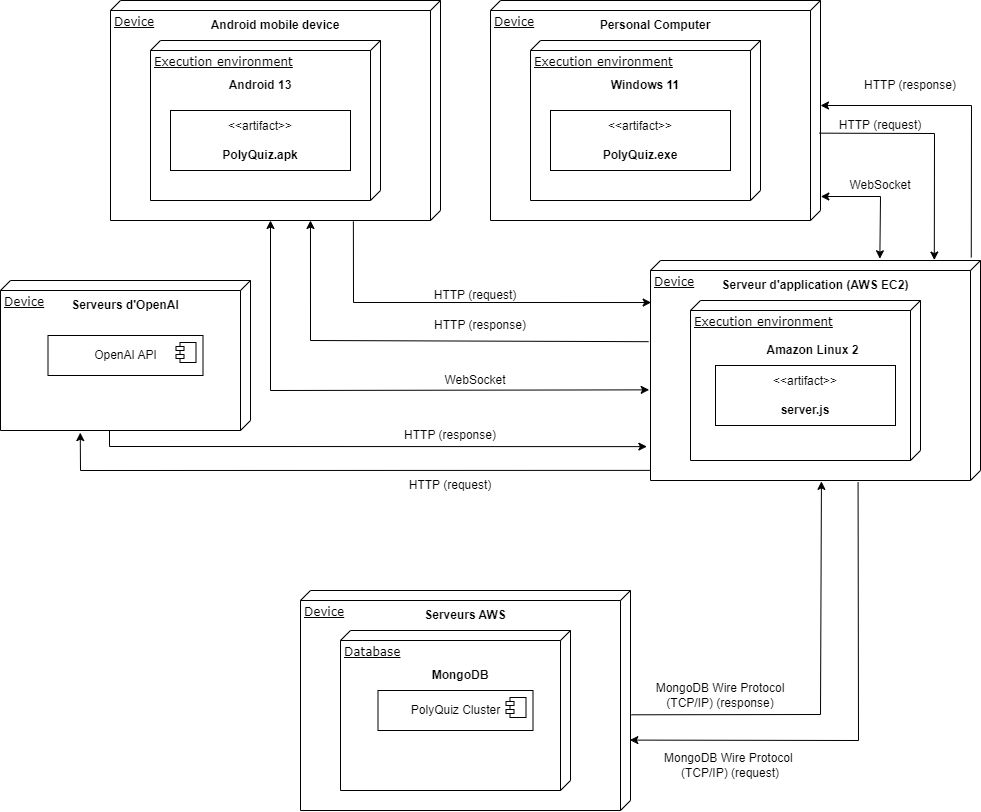 Device
Android mobile device
Execution environment
Android 13
<<artifact>>
PolyQuiz.apk
Device
Personal Computer
Execution environment
Windows 11
<<artifact>>
PolyQuiz.exe
HTTP (response)
HTTP (request)
WebSocket
Device
Serveurs d'OpenAI
OpenAI API
HTTP (request)
HTTP (response)
WebSocket
HTTP (response)
HTTP (request)
Device
Serveur d'application (AWS EC2)
Execution environment
Amazon Linux 2
<<artifact>>
server.js
Device
Serveurs AWS
Database
MongoDB
PolyQuiz Cluster
MongoDB Wire Protocol
(TCP/IP) (response)
MongoDB Wire Protocol
(TCP/IP) (request)